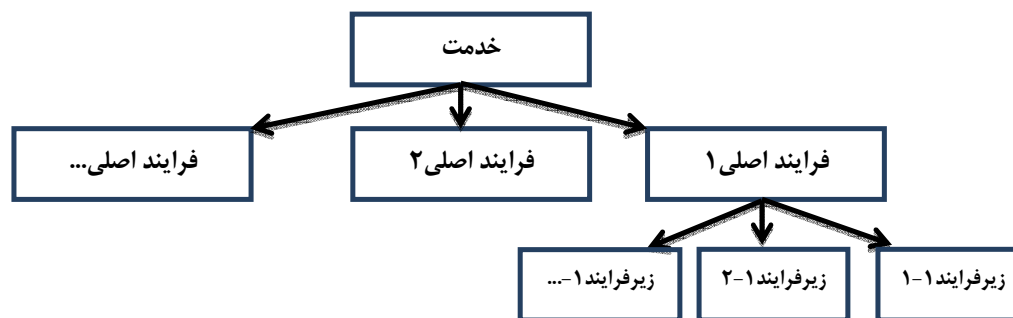 خدمت
فرایند اصلی۱
فرایند اصلی۲
فرایند اصلی...
زیرفرایند۱-۱
زیرفرایند۱-۲
زیرفرایند۱-...